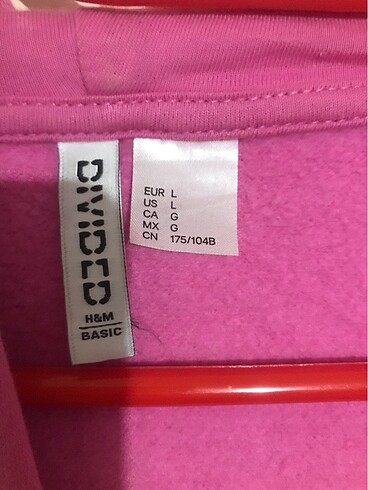 DIVIDED
H&M
BASIC
EUR L
US L
CA G
MX G
CN 175/104B